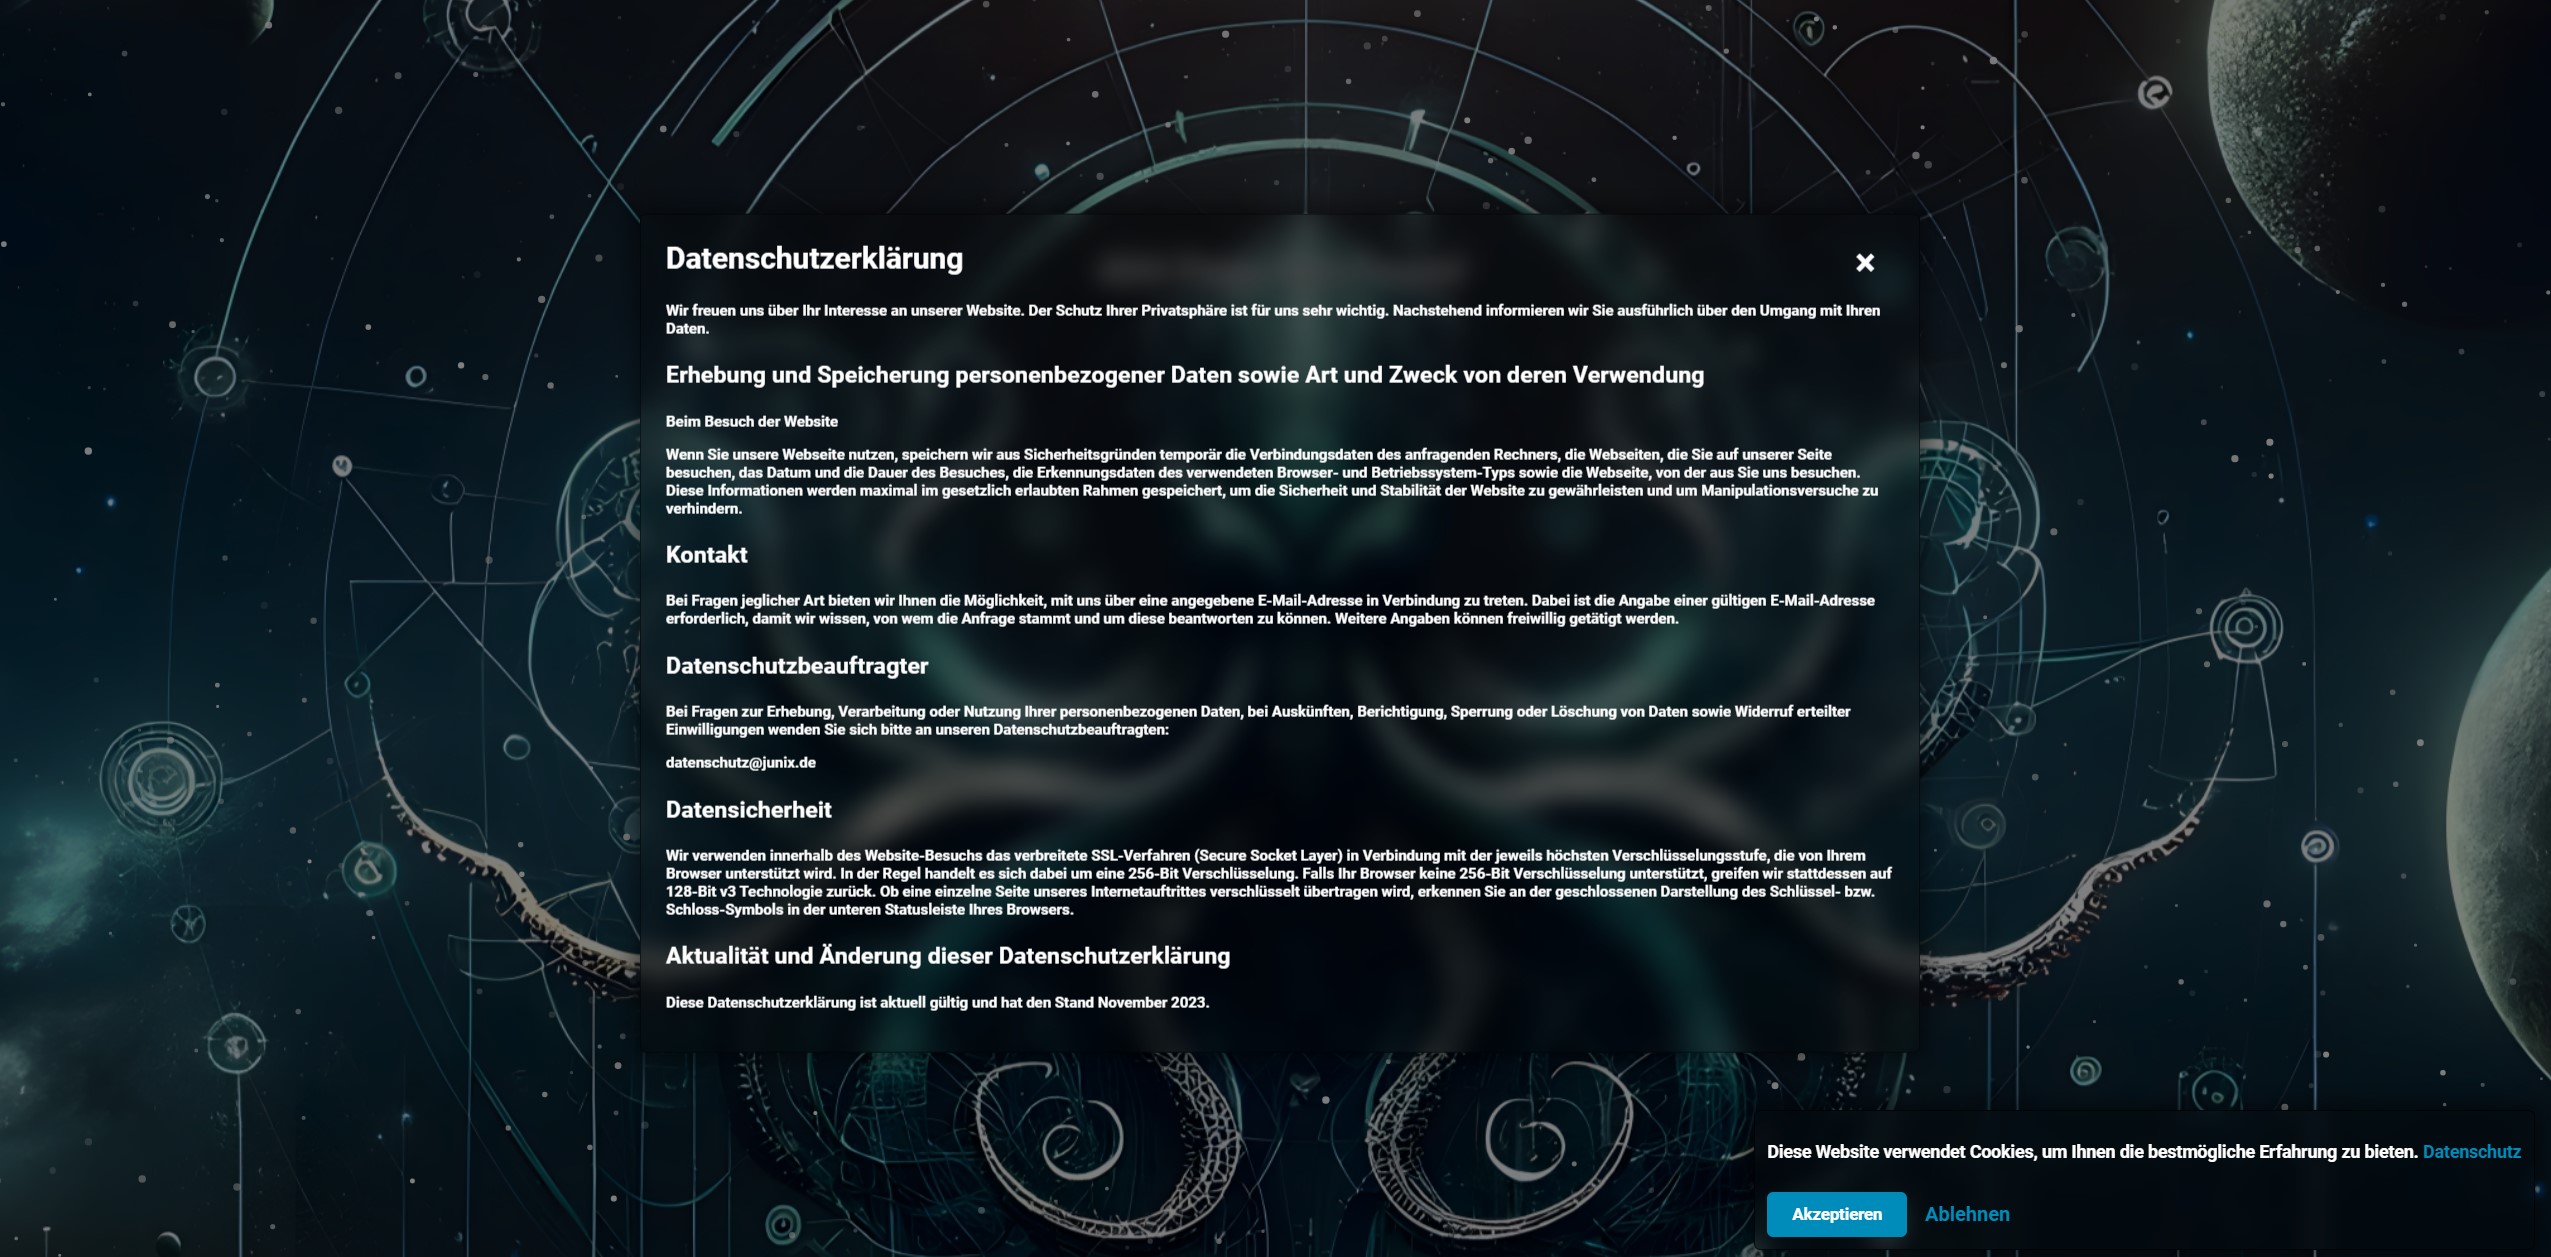 Datenschutzerklärung
Wir freuen uns über Ihr Interesse an unserer Website. Der Schutz Ihrer Privatsphäre ist für uns sehr wichtig. Nachstehend informieren wir Sie ausführlich über den Umgang mit Ihren
Daten.
Erhebung und Speicherung personenbezogener Daten sowie Art und Zweck von deren Verwendung
Beim Besuch der Website
Wenn Sie unsere Webseite nutzen, speichern wir aus Sicherheitsgründen temporär die Verbindungsdaten des anfragenden Rechners, die Webseiten, die Sie auf unserer Seite
besuchen, das Datum und die Dauer des Besuches, die Erkennungsdaten des verwendeten Browser- und Betriebssystem-Typs sowie die Webseite, von der aus Sie uns besuchen.
Diese Informationen werden maximal im gesetzlich erlaubten Rahmen gespeichert, um die Sicherheit und Stabilität der Website zu gewährleisten und um Manipulationsversuche zu
verhindern.
Kontakt
Bei Fragen jeglicher Art bieten wir Ihnen die Möglichkeit, mit uns über eine angegebene E-Mail-Adresse in Verbindung zu treten. Dabei ist die Angabe einer gültigen E-Mail-Adresse
erforderlich, damit wir wissen, von wem die Anfrage stammt und um diese beantworten zu können. Weitere Angaben können freiwillig getätigt werden.
Datenschutzbeauftragter
Bei Fragen zur Erhebung, Verarbeitung oder Nutzung Ihrer personenbezogenen Daten, bei Auskünften, Berichtigung, Sperrung oder Löschung von Daten sowie Widerruf erteilter
Einwilligungen wenden Sie sich bitte an unseren Datenschutzbeauftragten:
datenschutz@junix.de
Datensicherheit
Wir verwenden innerhalb des Website-Besuchs das verbreitete SSL-Verfahren (Secure Socket Layer) in Verbindung mit der jeweils höchsten Verschlüsselungsstufe, die von Ihrem
Browser unterstützt wird. In der Regel handelt es sich dabei um eine 256-Bit Verschlüsselung. Falls Ihr Browser keine 256-Bit Verschlüsselung unterstützt, greifen wir stattdessen auf
128-Bit v3 Technologie zurück. Ob eine einzelne Seite unseres Internetauftrittes verschlüsselt übertragen wird, erkennen Sie an der geschlossenen Darstellung des Schlüssel- bzw.
Schloss-Symbols in der unteren Statusleiste Ihres Browsers.
Aktualität und Änderung dieser Datenschutzerklärung
Diese Datenschutzerklärung ist aktuell gültig und hat den Stand November 2023.
Diese Website verwendet Cookies, um Ihnen die bestmögliche Erfahrung zu bieten. Datenschutz
Akzeptieren Ablehnen